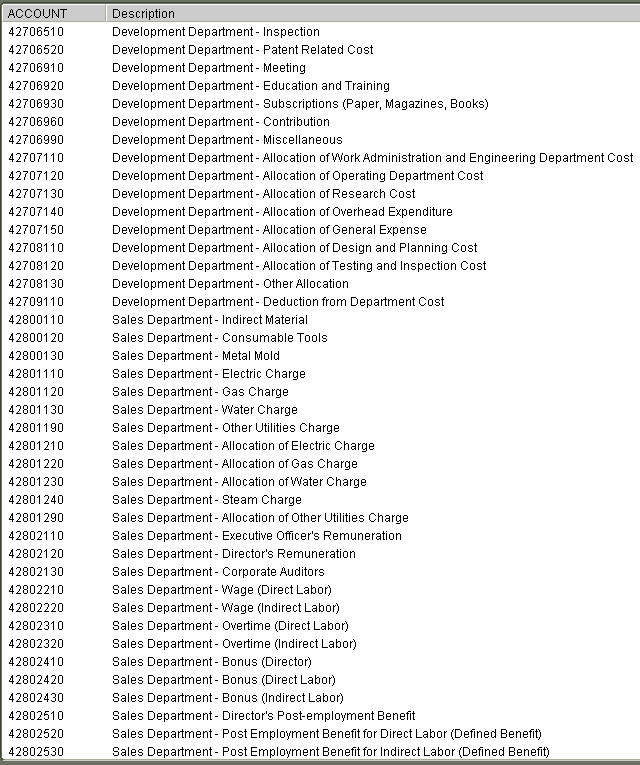 ACCOUNT Description
42706510 Development Department - Inspection
42706520 Development Department - Patent Related Cost
42706910 Development Department - Meeting
42706920 Development Department - Education and Training
42706930 Development Department - Subscriptions (Paper, Magazines, Books)
42706960 Development Department - Contribution
42706990 Development Department - Miscellaneous
42707110 Development Department - Allocation of Work Administration and Engineering Department Cost
42707120 Development Department - Allocation of Operating Department Cost
42707130 Development Department - Allocation of Research Cost
42707140 Development Department - Allocation of Overhead Expenditure
42707150 Development Department - Allocation of General Expense
42708110 Development Department - Allocation of Design and Planning Cost
42708120 Development Department - Allocation of Testing and Inspection Cost
42708130 Development Department - Other Allocation
42709110 Development Department - Deduction from Department Cost
42800110 Sales Department - Indirect Material
42800120 Sales Department - Consumable Tools
42800130 Sales Department - Metal Mold
42801110 Sales Department - Electric Charge
42801120 Sales Department - Gas Charge
42801130 Sales Department - Water Charge
42801190 Sales Department - Other Utilities Charge
42801210 Sales Department - Allocation of Electric Charge
42801220 Sales Department - Allocation of Gas Charge
42801230 Sales Department - Allocation of Water Charge
42801240 Sales Department - Steam Charge
42801290 Sales Department - Allocation of Other Utilities Charge
42802110 Sales Department - Executive Officer's Remuneration
42802120 Sales Department - Director's Remuneration
42802130 Sales Department - Corporate Auditors
42802210 Sales Department - Wage (Direct Labor)
42802220 Sales Department - Wage (Indirect Labor)
42802310 Sales Department - Overtime (Direct Labor)
42802320 Sales Department - Overtime (Indirect Labor)
42802410 Sales Department - Bonus (Director)
42802420 Sales Department - Bonus (Direct Labor)
42802430 Sales Department - Bonus (Indirect Labor)
42802510 Sales Department - Director's Post-employment Benefit
42802520 Sales Department - Post Employment Benefit for Direct Labor (Defined Benefit)
42802530 Sales Department - Post Employment Benefit for Indirect Labor (Defined Benefit)